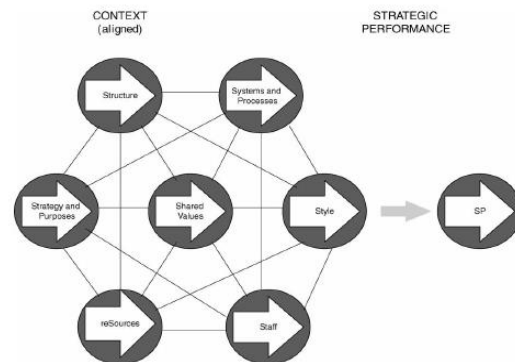 CONTEXT
(aligned)
STRATEGIC
PERFORMANCE
Structure
Systems and
Processes
Strategy and
Purposes
Shared
Values
Style
SP
reSources
Staff